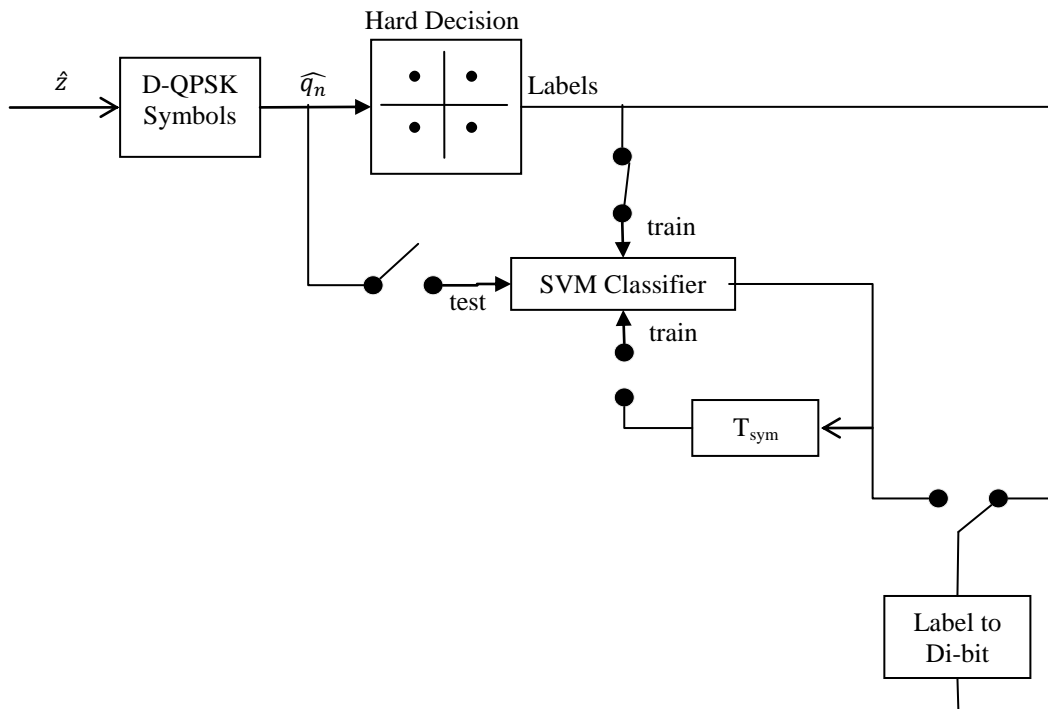 Hard Decision
ẑ
D-QPSK
Symbols
q̂ₙ
Labels
train
test
SVM Classifier
train
Tsym
Label to
Di-bit